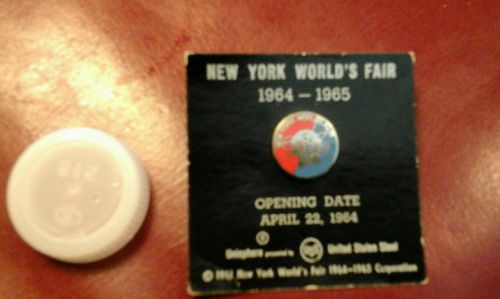 NEW YORK WORLD'S FAIR
1964 – 1965
OPENING DATE
APRIL 22, 1964
Unisphere presented by USS United States Steel
© 1961 New York World's Fair 1964–1965 Corporation